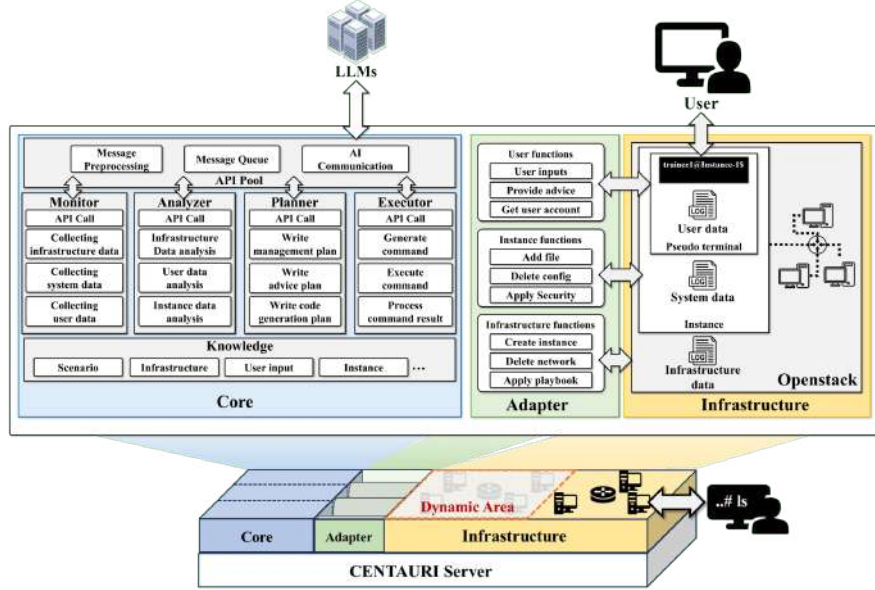 LLMs
User
Message
Preprocessing
Message Queue
AI
Communication
API Pool
Monitor
API Call
Collecting
infrastructure data
Collecting
system data
Collecting
user data
Analyzer
API Call
Infrastructure
Data analysis
User data
analysis
Instance data
analysis
Planner
API Call
Write
management plan
Write
advice plan
Write code
generation plan
Executor
API Call
Generate
command
Execute
command
Process
command result
Knowledge
Scenario
Infrastructure
User input
Instance
...
Core
User functions
User inputs
Provide advice
Get user account
Instance functions
Add file
Delete config
Apply Security
Infrastructure functions
Create instance
Delete network
Apply playbook
Adapter
LOG
User data
Pseudo terminal
LOG
System data
Instance
LOG
Infrastructure
data
Openstack
Infrastructure
Dynamic Area
..# ls
Core
Adapter
Infrastructure
CENTAURI Server